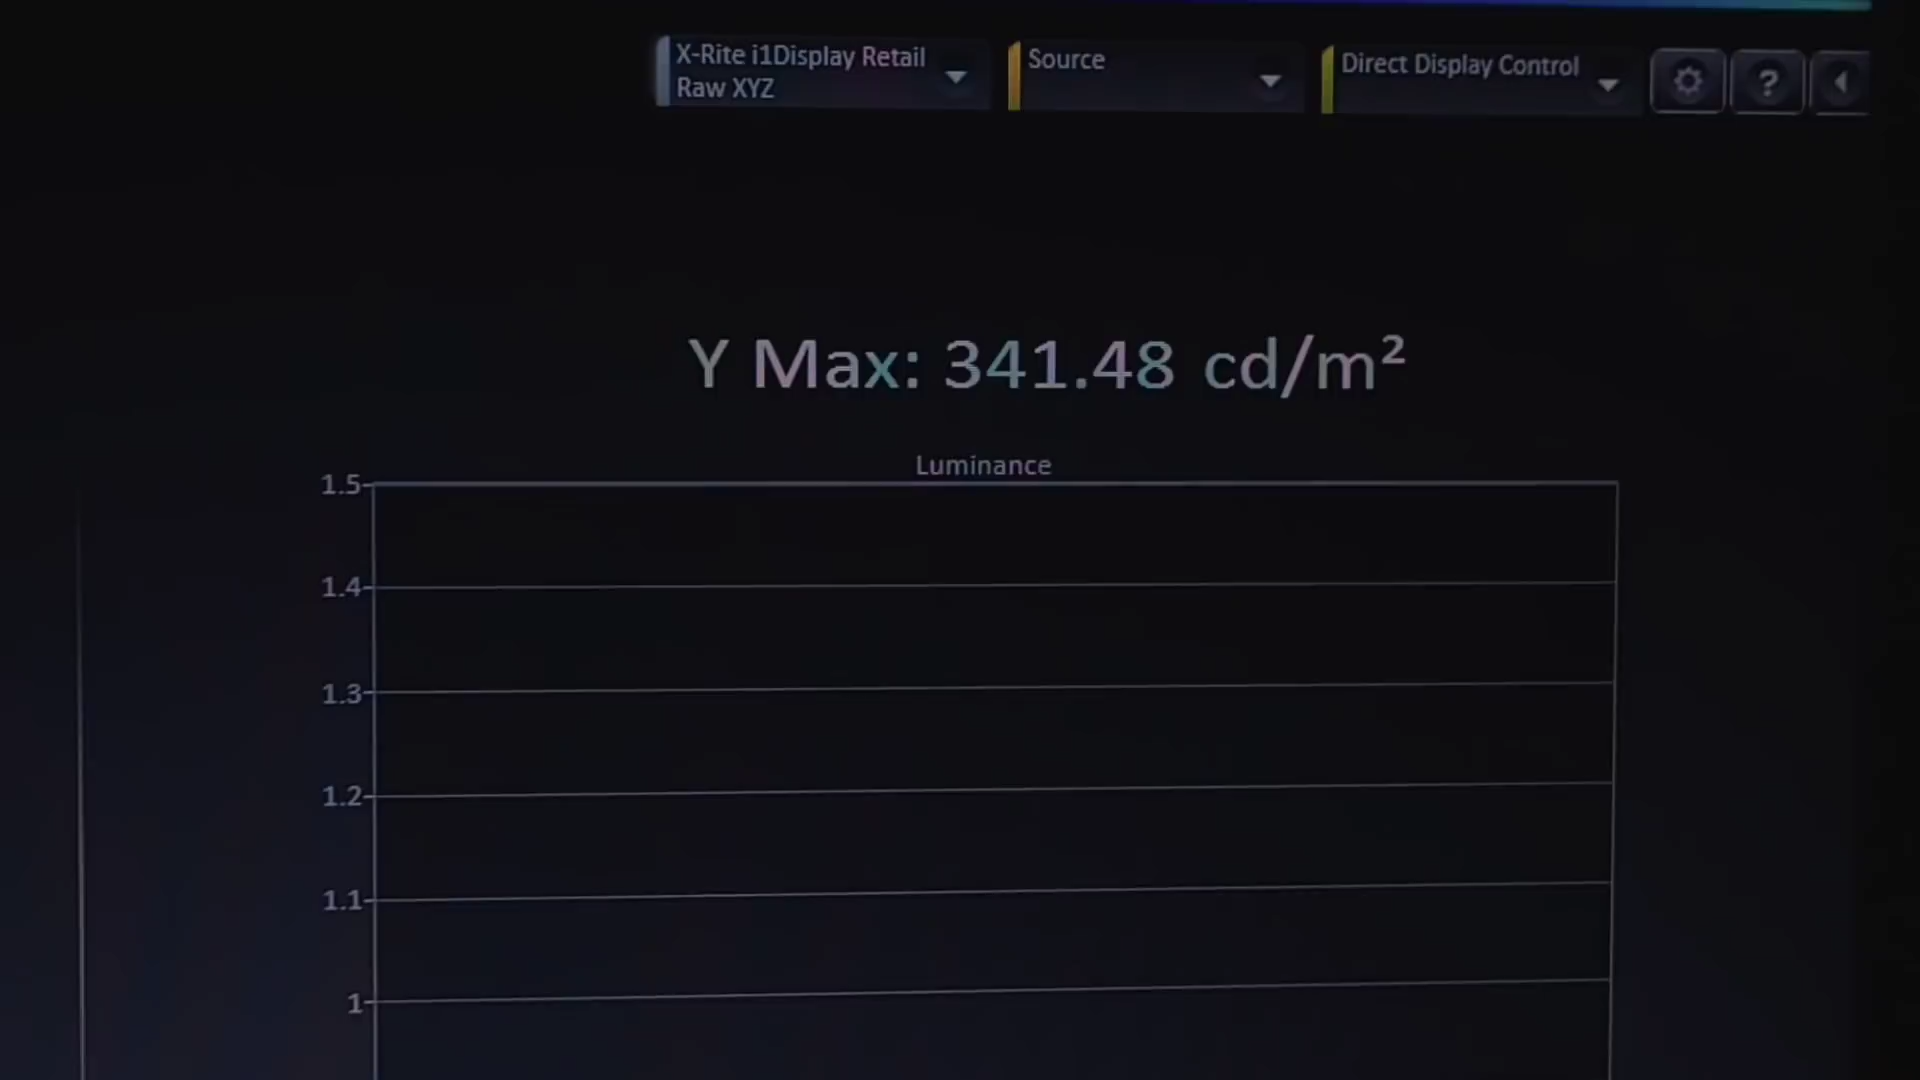 X-Rite i1Display Retail
Raw XYZ
Source
Direct Display Control
?
Y Max: 341.48 cd/m²
Luminance
1.5
1.4
1.3
1.2
1.1
1